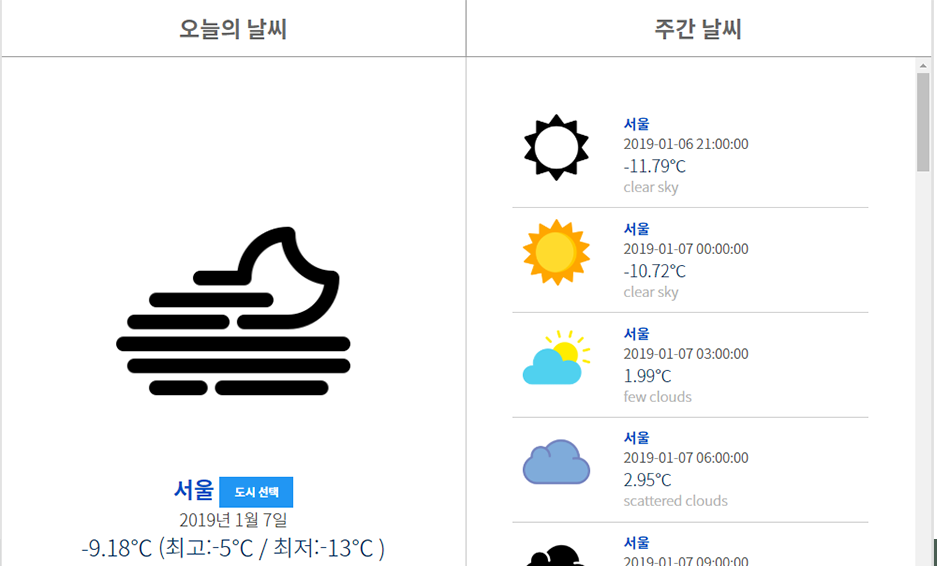 오늘의 날씨
주간 날씨
서울 도시 선택
2019년 1월 7일
-9.18℃ (최고:-5℃ / 최저:-13℃ )
서울
2019-01-06 21:00:00
-11.79℃
clear sky
서울
2019-01-07 00:00:00
-10.72℃
clear sky
서울
2019-01-07 03:00:00
1.99℃
few clouds
서울
2019-01-07 06:00:00
2.95℃
scattered clouds
서울
2019-01-07 09:00:00